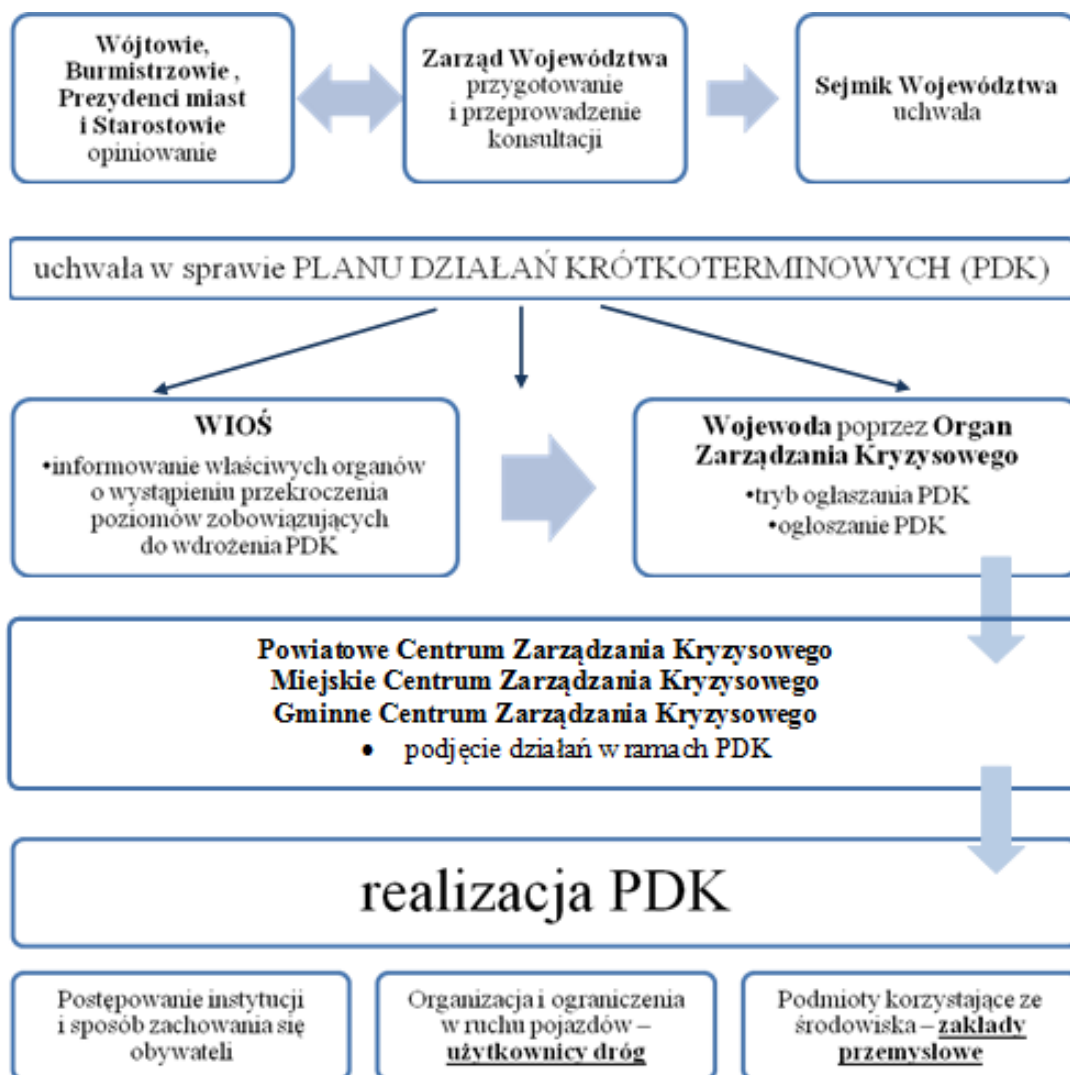 Wójtowie,
Burmistrzowie ,
Prezydenci miast
i Starostowie
opiniowanie
Zarząd Województwa
przygotowanie
i przeprowadzenie
konsultacji
Sejmik Województwa
uchwala
uchwała w sprawie PLANU DZIAŁAŃ KRÓTKOTERMINOWYCH (PDK)
WIOŚ
•informowanie właściwych organów
o wystąpieniu przekroczenia
poziomów zobowiązujących
do wdrożenia PDK
Wojewoda poprzez Organ
Zarządzania Kryzysowego
•tryb ogłaszania PDK
•ogłoszanie PDK
Powiatowe Centrum Zarządzania Kryzysowego
Miejskie Centrum Zarządzania Kryzysowego
Gminne Centrum Zarządzania Kryzysowego
• podjęcie działań w ramach PDK
realizacja PDK
Postępowanie instytucji
i sposób zachowania się
obywateli
Organizacja i ograniczenia
w ruchu pojazdów –
użytkownicy dróg
Podmioty korzystające ze
środowiska – zakłady
przemysłowe